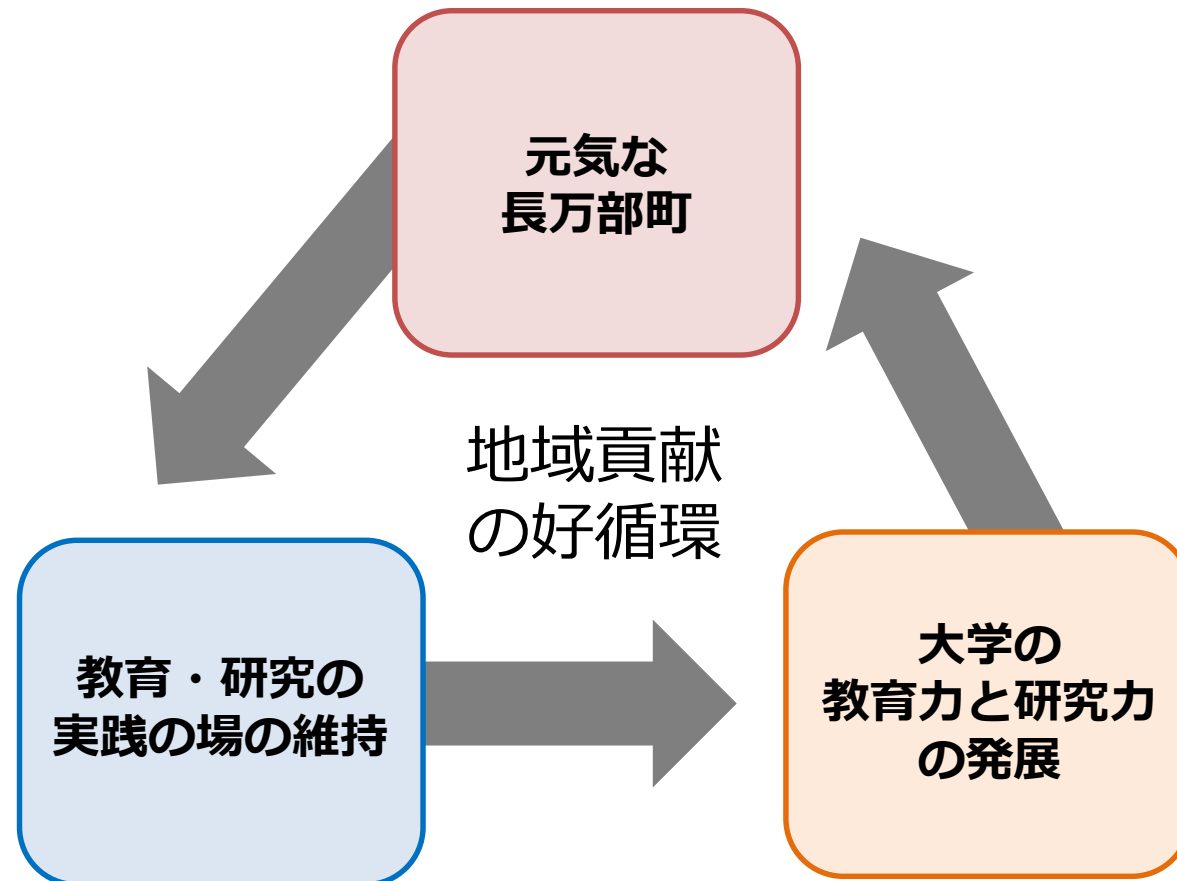 元気な
長万部町
地域貢献
の好循環
教育・研究の
実践の場の維持
大学の
教育力と研究力
の発展